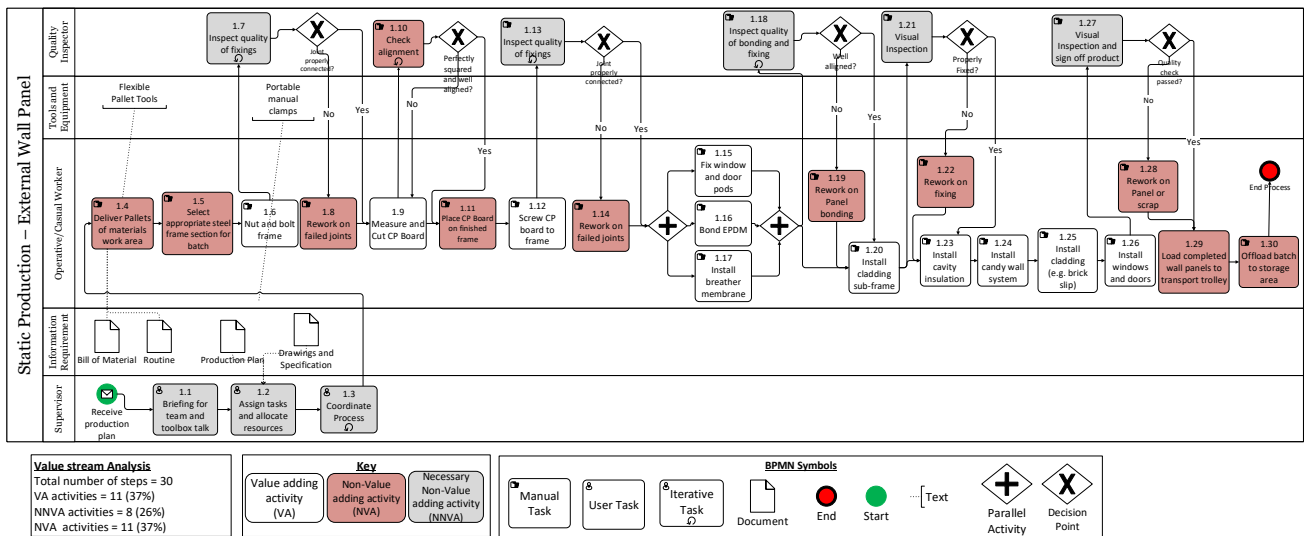 Static Production – External Wall Panel
Quality
Inspector
1.7
Inspect quality
of fixings
Joint
properly
connected?
1.10
Check
alignment
Perfectly
squared
and well
aligned?
1.13
Inspect quality
of fixings
Joint
properly
connected?
1.18
Inspect quality
of bonding and
fixing
Well
alligned?
1.21
Visual
Inspection
Properly
Fixed?
1.27
Visual
Inspection and
sign off product
Quality
check
passed?
Tools and
Equipment
Flexible
Pallet Tools
Portable
manual
clamps
No
Yes
No
Yes
No
Yes
No
Yes
No
Yes
No
Yes
Operative/ Casual Worker
1.4
Deliver Pallets
of materials
work area
1.5
Select
appropriate steel
frame section for
batch
1.6
Nut and bolt
frame
1.8
Rework on
failed joints
1.9
Measure and
Cut CP Board
1.11
Place CP Board
on finished
frame
1.12
Screw CP
board to
frame
1.14
Rework on
failed joints
1.15
Fix window
and door
pods
1.16
Bond EPDM
1.17
Install
breather
membrane
1.19
Rework on
Panel
bonding
1.20
Install
cladding
sub-frame
1.22
Rework on
fixing
1.23
Install
cavity
insulation
1.24
Install
candy wall
system
1.25
Install
cladding
(e.g. brick
slip)
1.26
Install
windows
and doors
1.28
Rework on
Panel or
scrap
1.29
Load completed
wall panels to
transport trolley
1.30
Offload batch
to storage
area
End Process
Information
Requirement
Bill of Material
Routine
Production Plan
Drawings and
Specification
Supervisor
Receive
production
plan
1.1
Briefing for
team and
toolbox talk
1.2
Assign tasks
and allocate
resources
1.3
Coordinate
Process
Value stream Analysis
Total number of steps = 30
VA activities = 11 (37%)
NNVA activities = 8 (26%)
NVA activities = 11 (37%)
Key
Value adding
activity
(VA)
Non-Value
adding activity
(NVA)
Necessary
Non-Value
adding activity
(NNVA)
BPMN Symbols
Manual
Task
User Task
Iterative
Task
Document
End
Start
Text
Parallel
Activity
Decision
Point